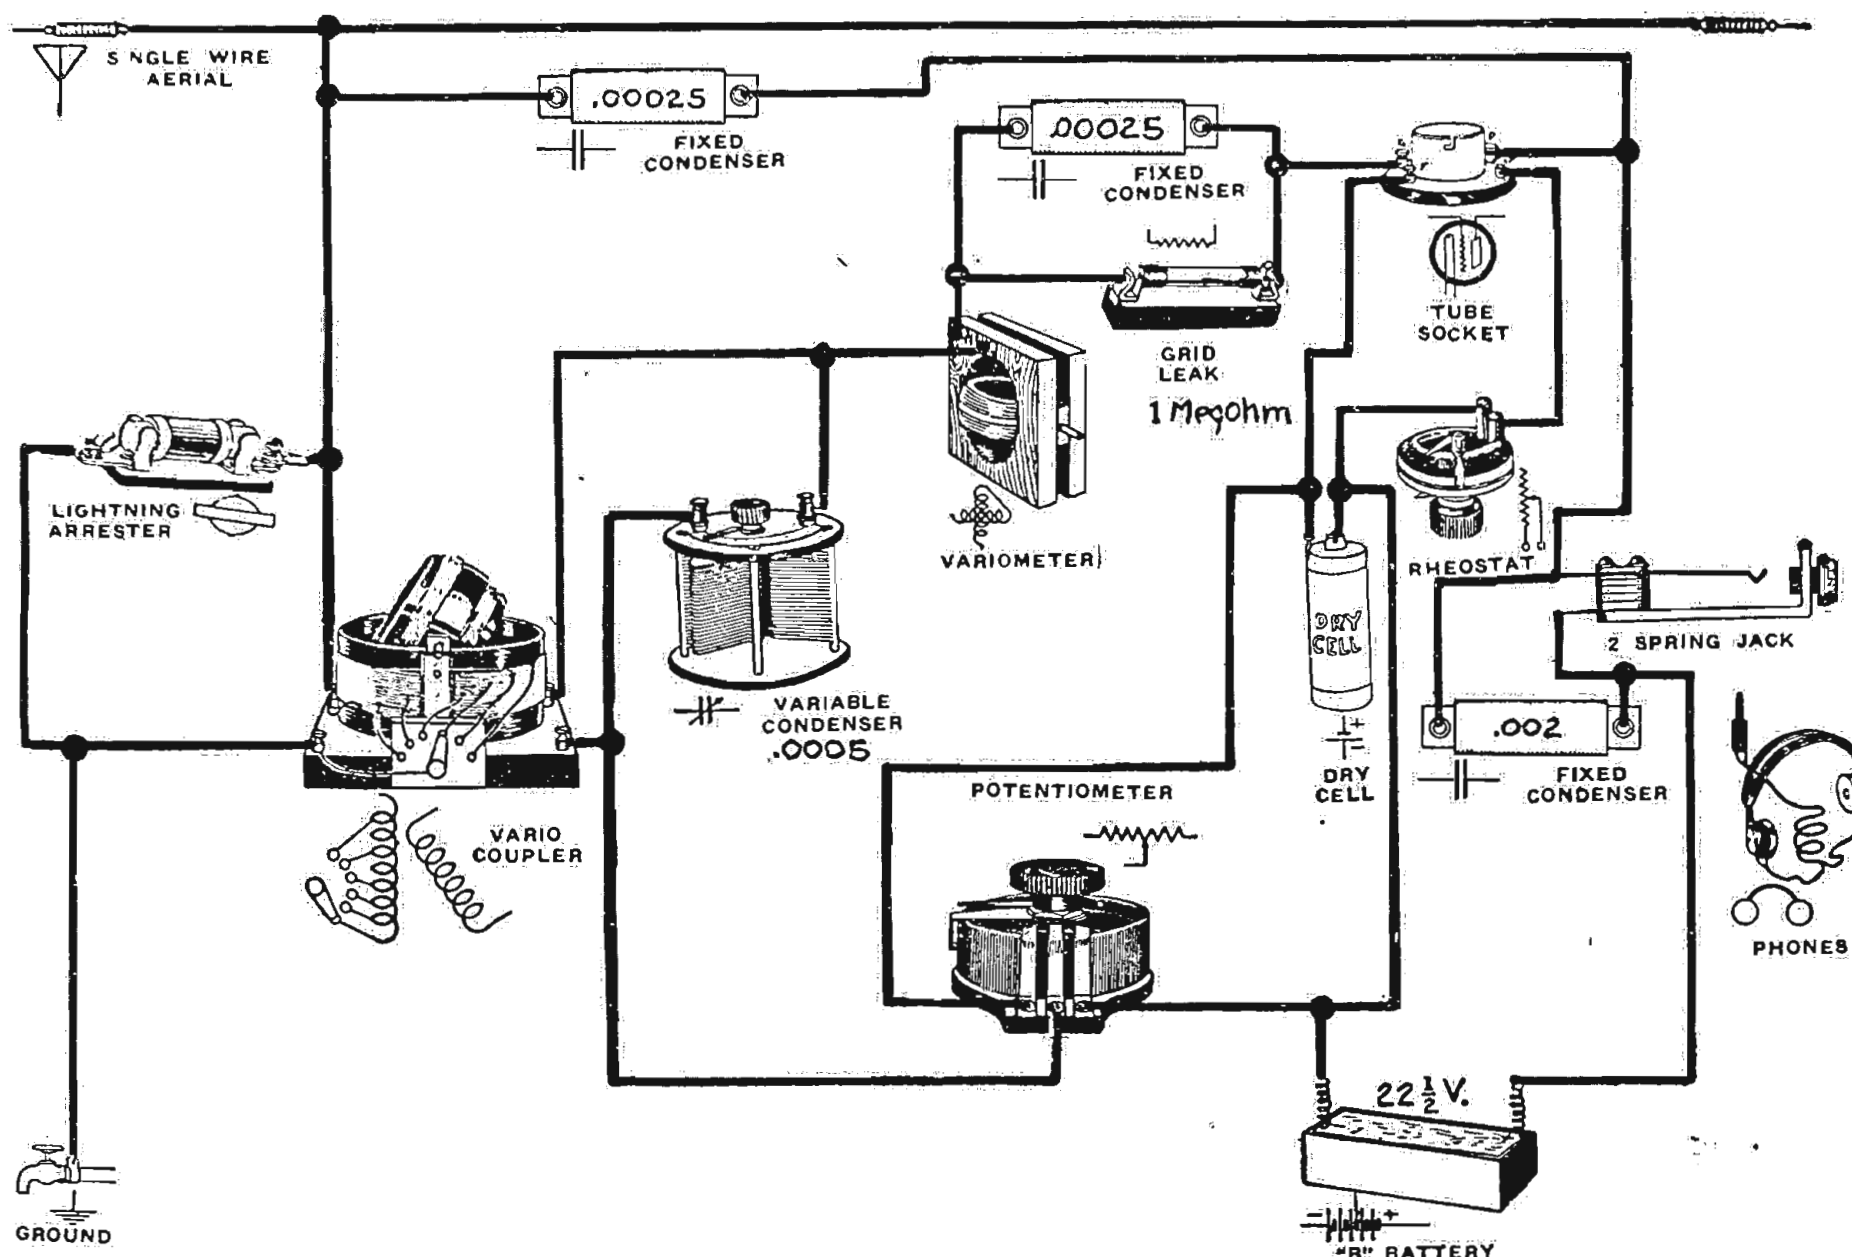 S NGLE WIRE
AERIAL
.00025
FIXED
CONDENSER
.00025
FIXED
CONDENSER
TUBE
SOCKET
GRID
LEAK
1 MegOhm
LIGHTNING
ARRESTER
VARIOMETER
RHEOSTAT
DRY
CELL
2 SPRING JACK
VARIABLE
CONDENSER
.0005
.002
FIXED
CONDENSER
DRY
CELL
POTENTIOMETER
VARIO
COUPLER
PHONES
22 1/2 V.
GROUND
"B" BATTERY